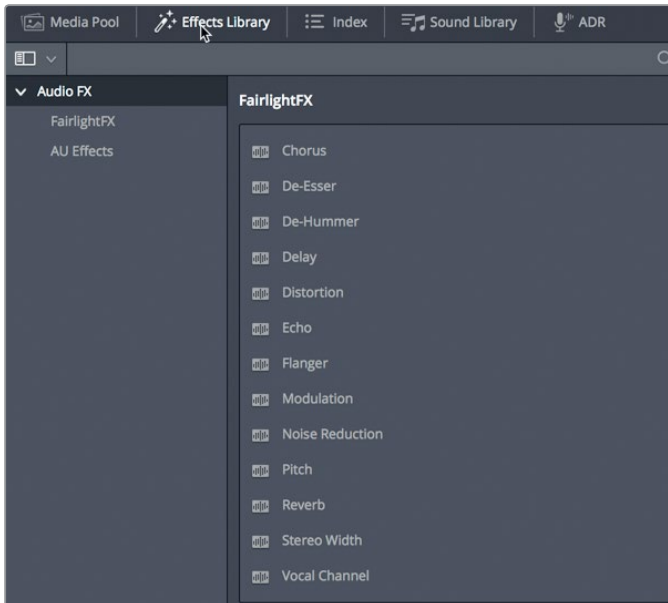 Media Pool Effects Library Index Sound Library ADR
Audio FX
FairlightFX
AU Effects
FairlightFX
Chorus
De-Esser
De-Hummer
Delay
Distortion
Echo
Flanger
Modulation
Noise Reduction
Pitch
Reverb
Stereo Width
Vocal Channel